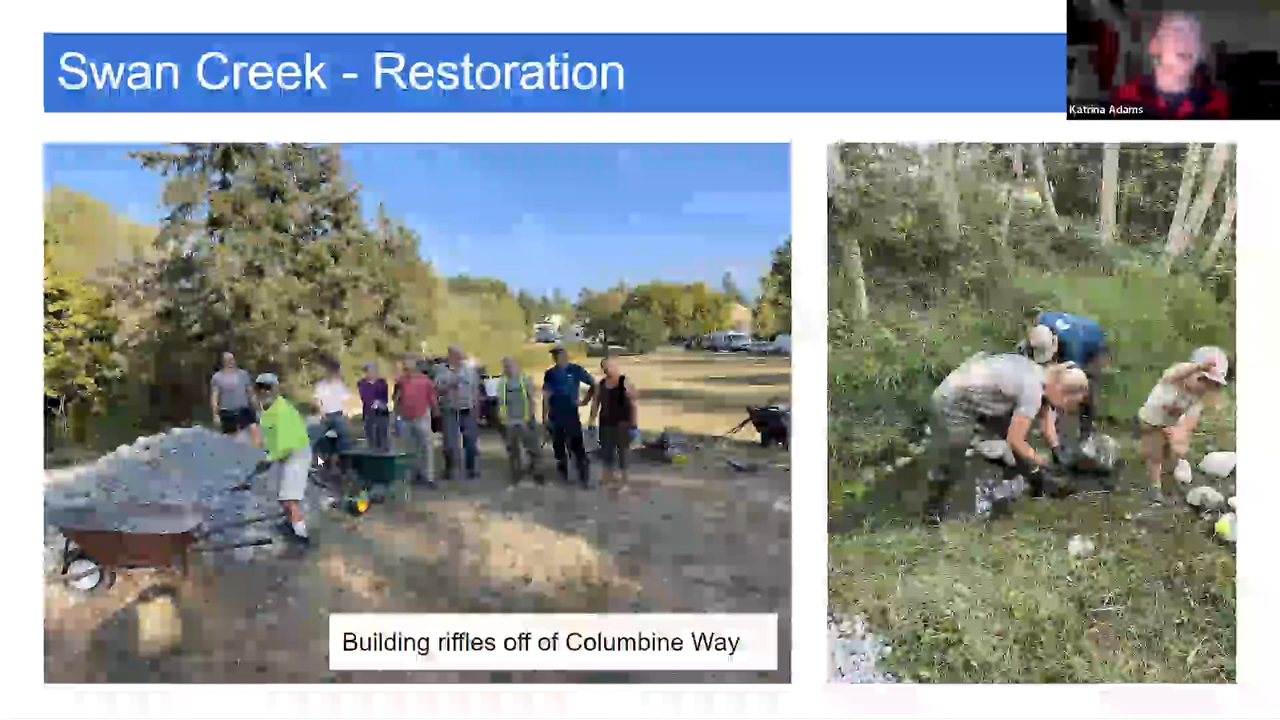 Swan Creek - Restoration
Katrina Adams
Building riffles off of Columbine Way